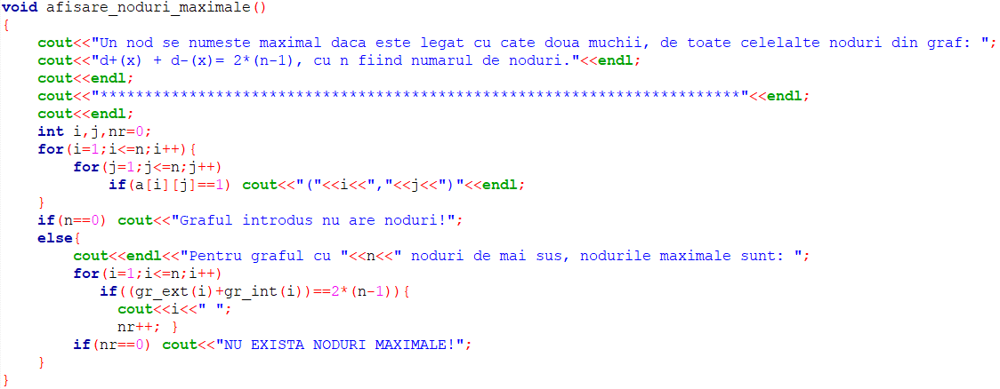 void afisare_noduri_maximale()
{
    cout<<"Un nod se numeste maximal daca este legat cu cate doua muchii, de toate celelalte noduri din graf: ";
    cout<<"d+(x) + d-(x)= 2*(n-1), cu n fiind numarul de noduri."<<endl;
    cout<<endl;
    cout<<"************************************************************************"<<endl;
    cout<<endl;
    int i,j,nr=0;
    for(i=1;i<=n;i++){
        for(j=1;j<=n;j++)
            if(a[i][j]==1) cout<<"("<<i<<","<<j<<")"<<endl;
    }
    if(n==0) cout<<"Graful introdus nu are noduri!";
    else{
        cout<<endl<<"Pentru graful cu "<<n<<" noduri de mai sus, nodurile maximale sunt: ";
        for(i=1;i<=n;i++)
           if((gr_ext(i)+gr_int(i))==2*(n-1)){
             cout<<i<<" ";
             nr++; }
        if(nr==0) cout<<"NU EXISTA NODURI MAXIMALE!";
    }
}